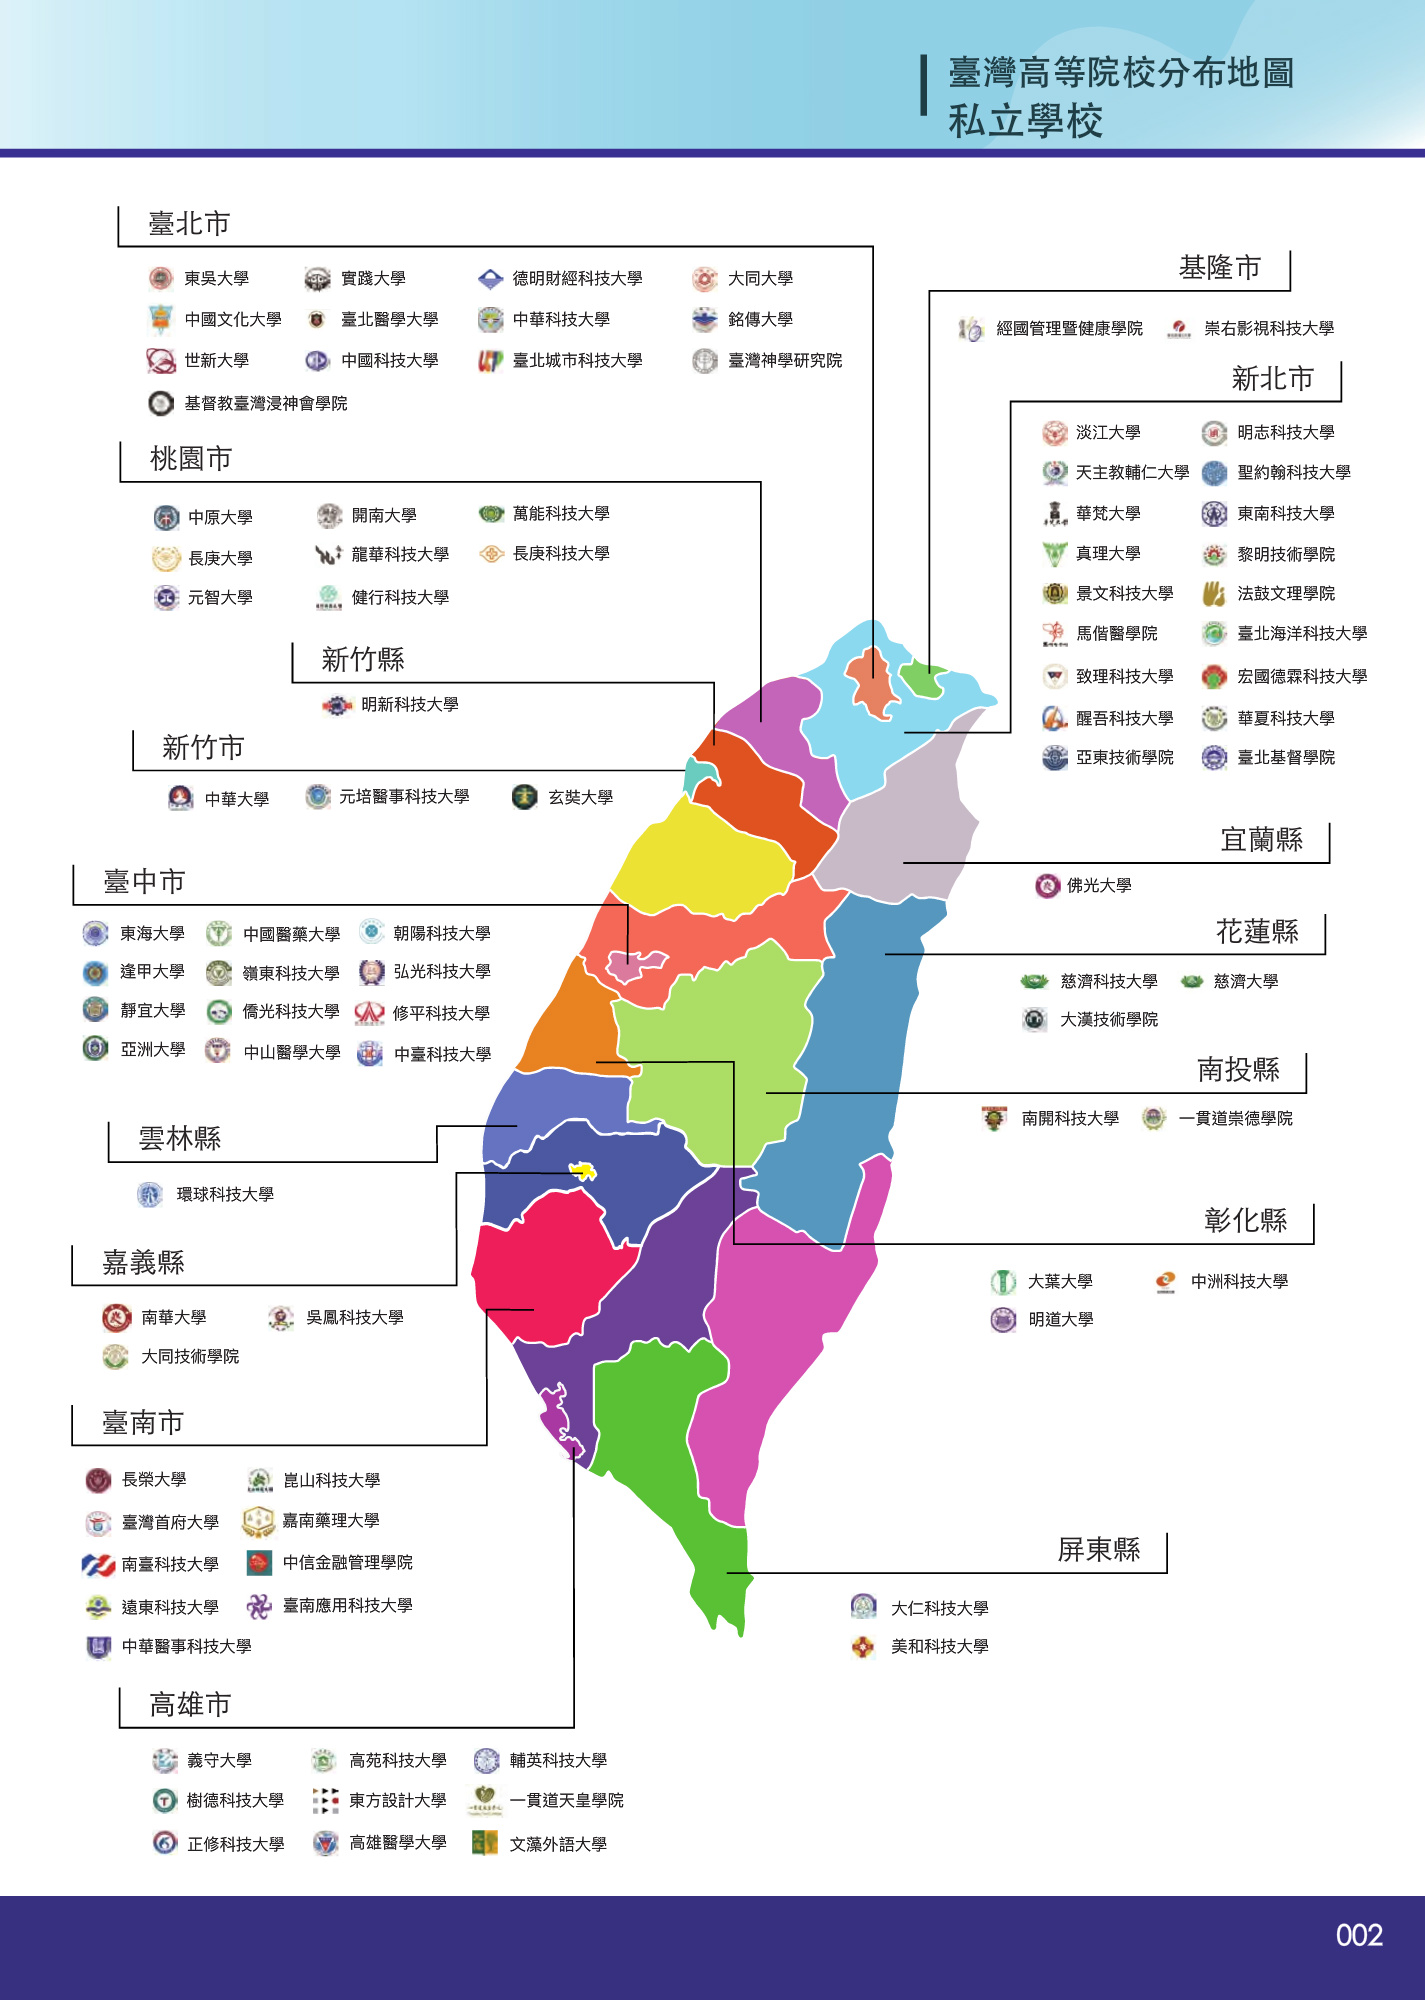 臺灣高等院校分布地圖
私立學校
臺北市
東吳大學 實踐大學 德明財經科技大學 大同大學
中國文化大學 臺北醫學大學 中華科技大學 銘傳大學
世新大學 中國科技大學 臺北城市科技大學 臺灣神學研究院
基督教臺灣浸神會學院
基隆市
經國管理暨健康學院 崇右影視科技大學
新北市
淡江大學 明志科技大學
天主教輔仁大學 聖約翰科技大學
華梵大學 東南科技大學
真理大學 黎明技術學院
景文科技大學 法鼓文理學院
馬偕醫學院 臺北海洋科技大學
致理科技大學 宏國德霖科技大學
醒吾科技大學 華夏科技大學
亞東技術學院 臺北基督學院
桃園市
中原大學 開南大學 萬能科技大學
長庚大學 龍華科技大學 長庚科技大學
元智大學 健行科技大學
新竹縣
明新科技大學
新竹市
中華大學 元培醫事科技大學 玄奘大學
宜蘭縣
佛光大學
臺中市
東海大學 中國醫藥大學 朝陽科技大學
逢甲大學 嶺東科技大學 弘光科技大學
靜宜大學 僑光科技大學 修平科技大學
亞洲大學 中山醫學大學 中臺科技大學
花蓮縣
慈濟科技大學 慈濟大學
大漢技術學院
南投縣
南開科技大學 一貫道崇德學院
雲林縣
環球科技大學
彰化縣
大葉大學 中洲科技大學
明道大學
嘉義縣
南華大學 吳鳳科技大學
大同技術學院
臺南市
長榮大學 崑山科技大學
臺灣首府大學 嘉南藥理大學
南臺科技大學 中信金融管理學院
遠東科技大學 臺南應用科技大學
中華醫事科技大學
屏東縣
大仁科技大學
美和科技大學
高雄市
義守大學 高苑科技大學 輔英科技大學
樹德科技大學 東方設計大學 一貫道天皇學院
正修科技大學 高雄醫學大學 文藻外語大學
002